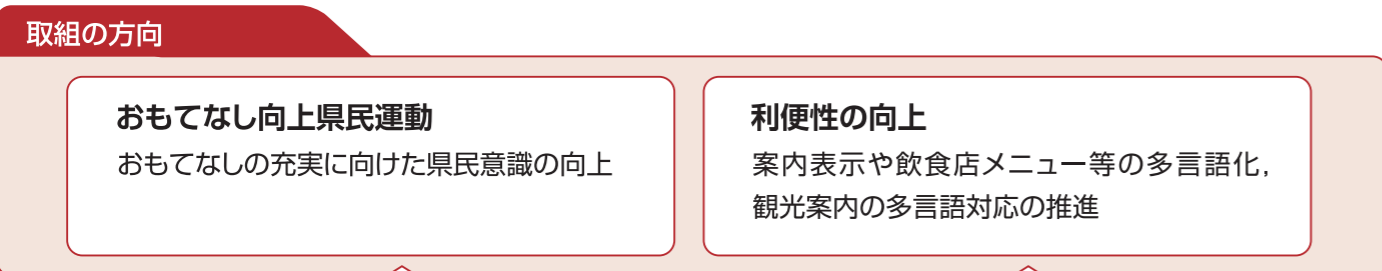 取組の方向
おもてなし向上県民運動
おもてなしの充実に向けた県民意識の向上
利便性の向上
案内表示や飲食店メニュー等の多言語化,
観光案内の多言語対応の推進